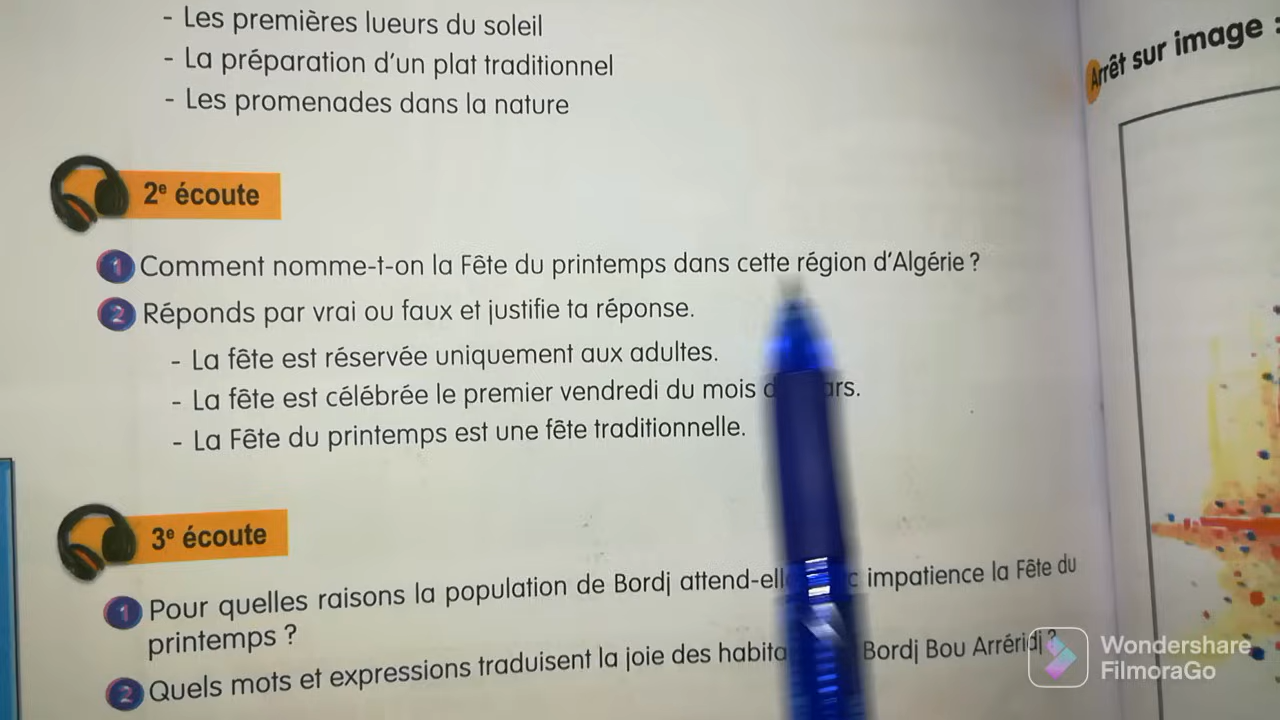 - Les premières lueurs du soleil
- La préparation d'un plat traditionnel
- Les promenades dans la nature
Arrêt sur image :
2e écoute
1 Comment nomme-t-on la Fête du printemps dans cette région d'Algérie ?
2 Réponds par vrai ou faux et justifie ta réponse.
- La fête est réservée uniquement aux adultes.
- La fête est célébrée le premier vendredi du mois
- La Fête du printemps est une fête traditionnelle.
3e écoute
1 Pour quelles raisons la population de Bordj impatience la Fête du
printemps ?
2 Quels mots et expressions traduisent la joie des Bordj Bou Arréridj ?
Wondershare
FilmoraGo